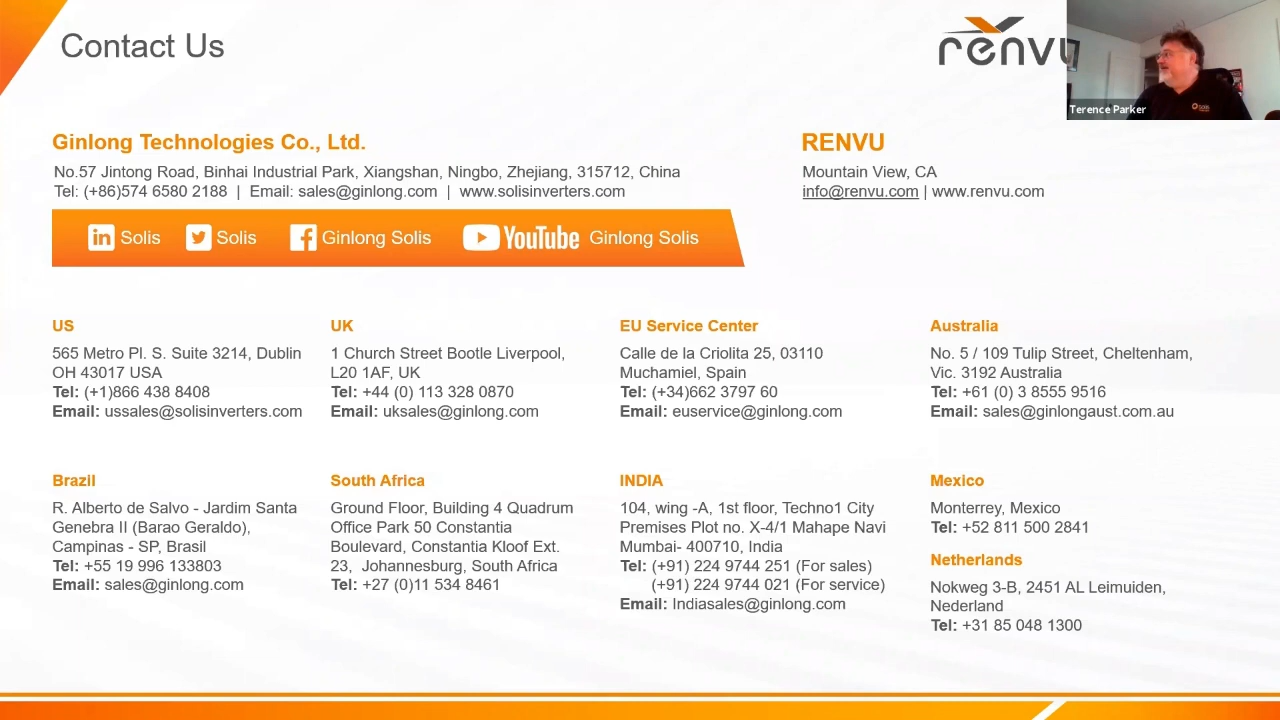 Contact Us
renvu
Terence Parker
Ginlong Technologies Co., Ltd.
No.57 Jintong Road, Binhai Industrial Park, Xiangshan, Ningbo, Zhejiang, 315712, China
Tel: (+86)574 6580 2188 | Email: sales@ginlong.com | www.solisinverters.com
RENVU
Mountain View, CA
info@renvu.com | www.renvu.com
in Solis Solis Ginlong Solis YouTube Ginlong Solis
US
565 Metro Pl. S. Suite 3214, Dublin
OH 43017 USA
Tel: (+1)866 438 8408
Email: ussales@solisinverters.com
UK
1 Church Street Bootle Liverpool,
L20 1AF, UK
Tel: +44 (0) 113 328 0870
Email: uksales@ginlong.com
EU Service Center
Calle de la Criolita 25, 03110
Muchamiel, Spain
Tel: (+34)662 3797 60
Email: euservice@ginlong.com
Australia
No. 5 / 109 Tulip Street, Cheltenham,
Vic. 3192 Australia
Tel: +61 (0) 3 8555 9516
Email: sales@ginlongaust.com.au
Brazil
R. Alberto de Salvo - Jardim Santa
Genebra II (Barao Geraldo),
Campinas - SP, Brasil
Tel: +55 19 996 133803
Email: sales@ginlong.com
South Africa
Ground Floor, Building 4 Quadrum
Office Park 50 Constantia
Boulevard, Constantia Kloof Ext.
23, Johannesburg, South Africa
Tel: +27 (0)11 534 8461
INDIA
104, wing -A, 1st floor, Techno1 City
Premises Plot no. X-4/1 Mahape Navi
Mumbai- 400710, India
Tel: (+91) 224 9744 251 (For sales)
(+91) 224 9744 021 (For service)
Email: Indiasales@ginlong.com
Mexico
Monterrey, Mexico
Tel: +52 811 500 2841
Netherlands
Nokweg 3-B, 2451 AL Leimuiden,
Nederland
Tel: +31 85 048 1300